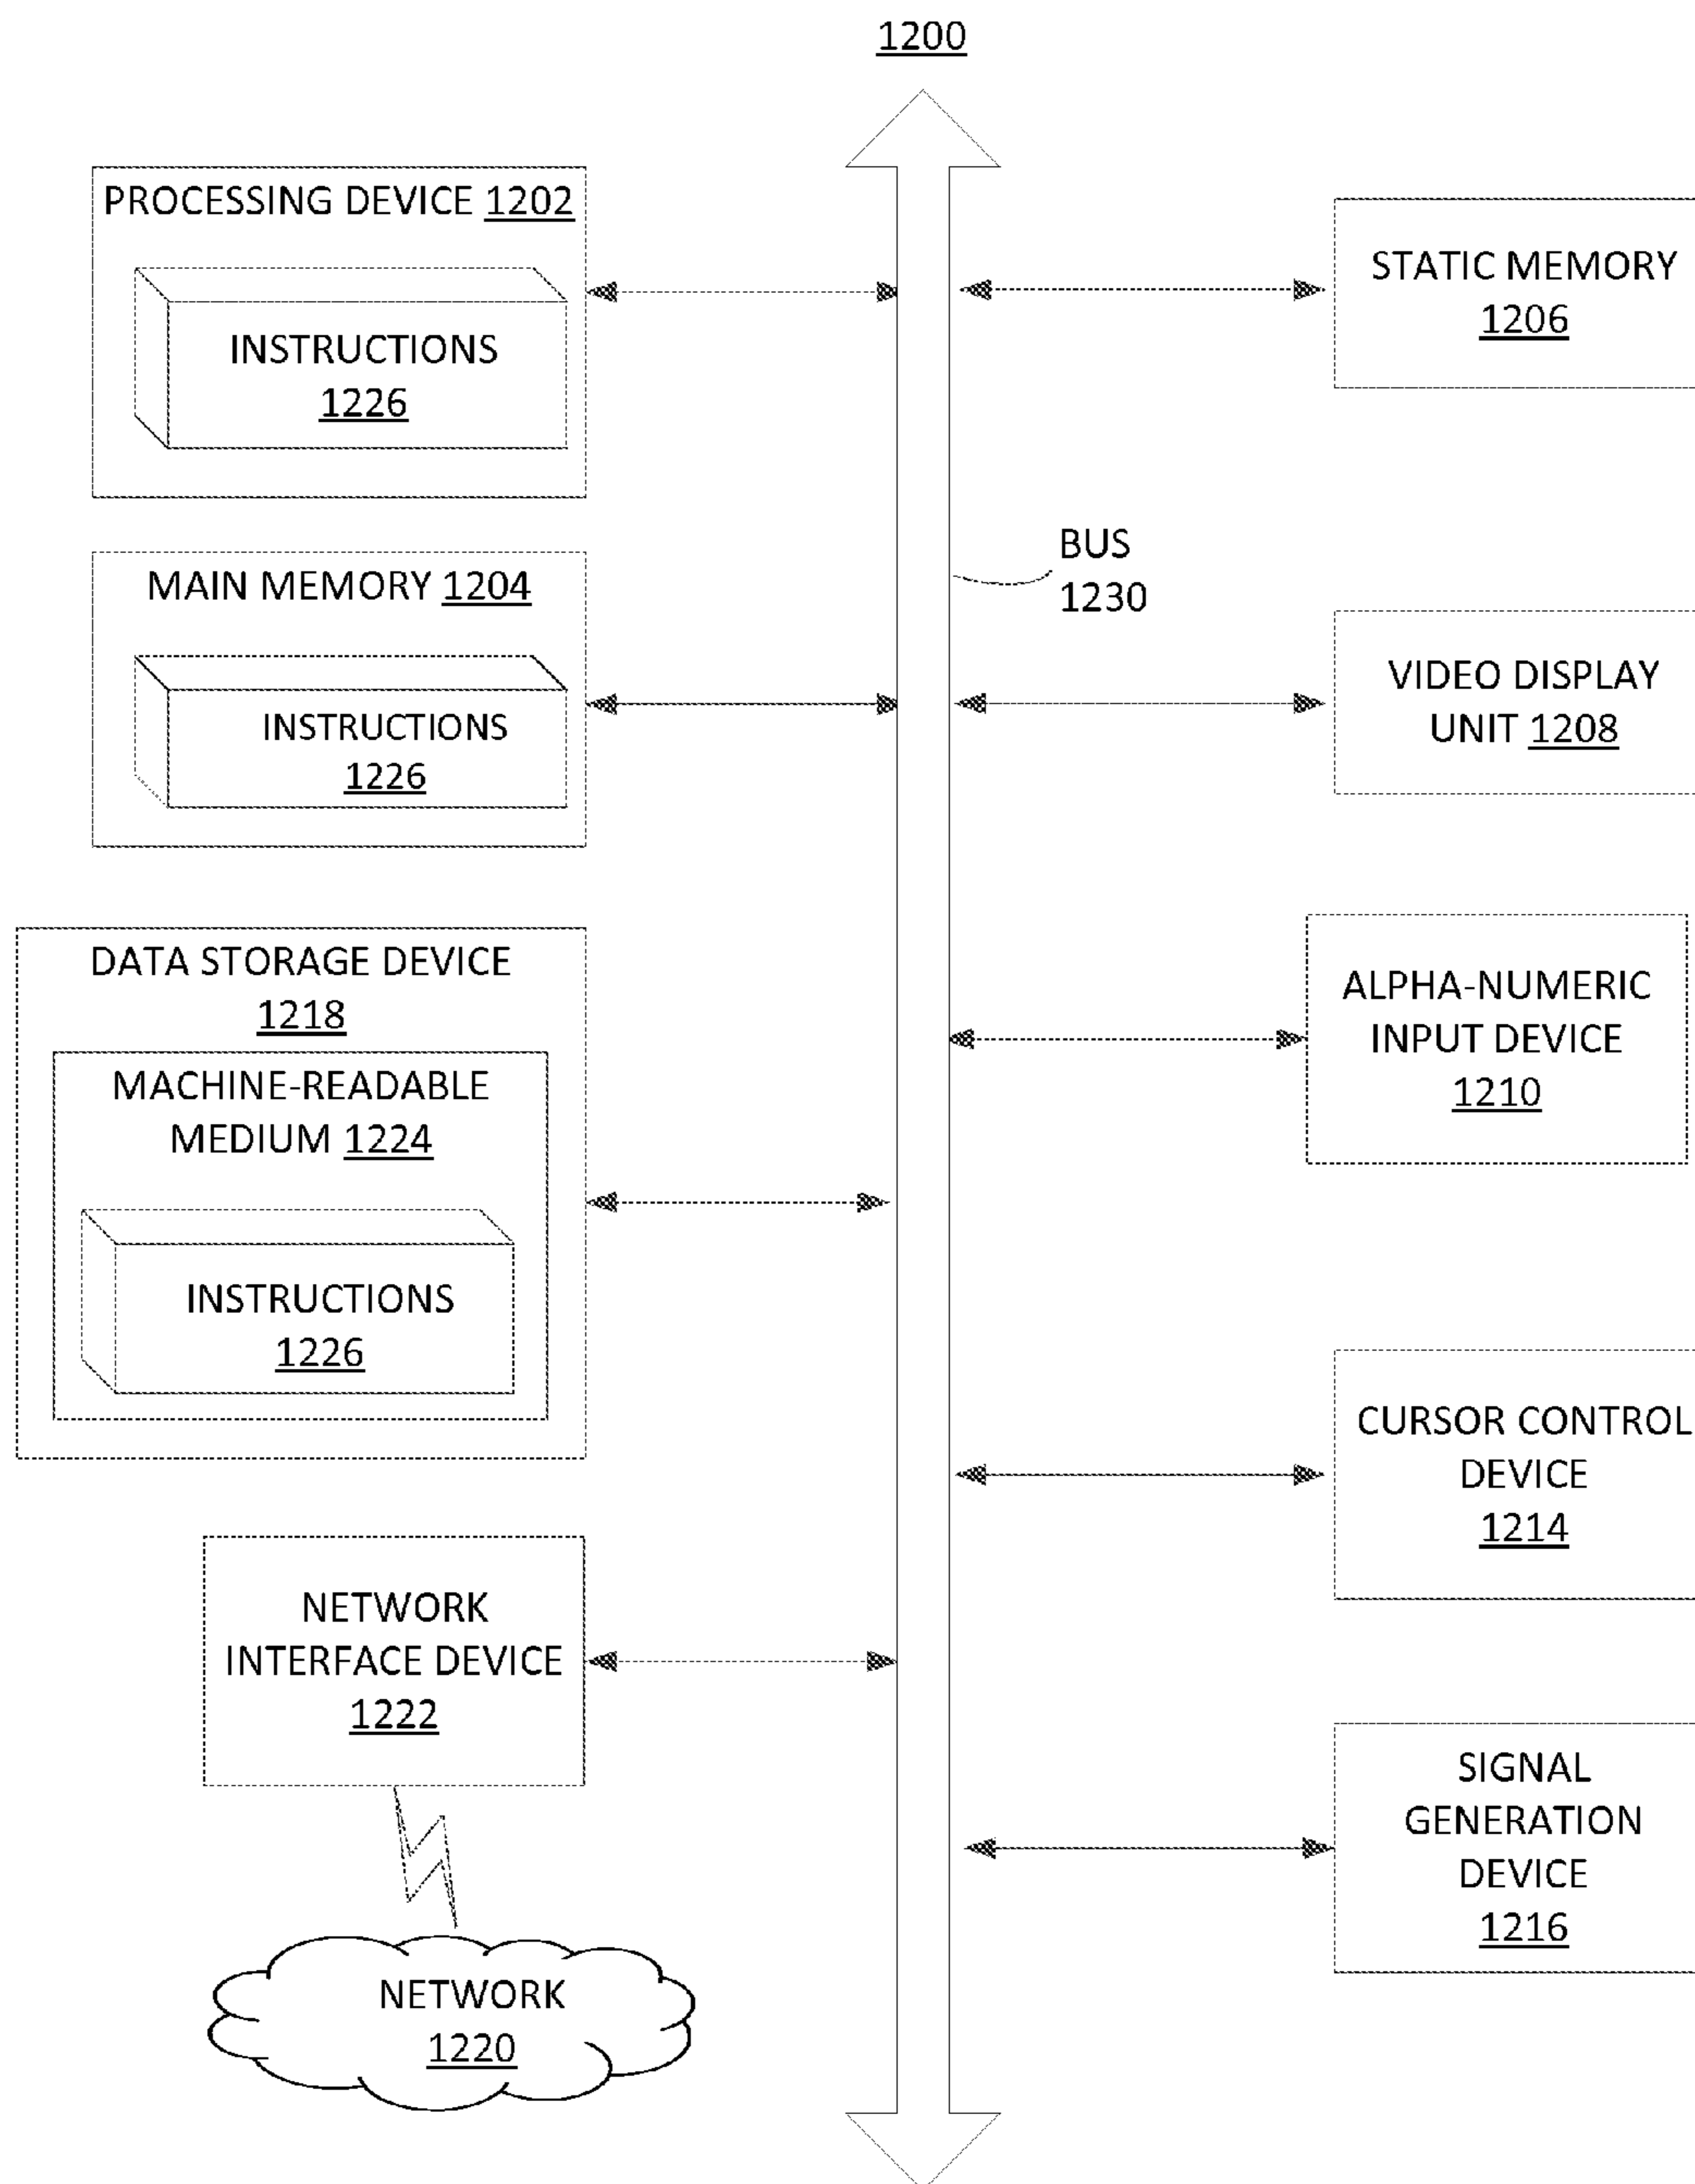 1200
PROCESSING DEVICE 1202
INSTRUCTIONS
1226
MAIN MEMORY 1204
INSTRUCTIONS
1226
DATA STORAGE DEVICE
1218
MACHINE-READABLE
MEDIUM 1224
INSTRUCTIONS
1226
NETWORK
INTERFACE DEVICE
1222
NETWORK
1220
BUS
1230
STATIC MEMORY
1206
VIDEO DISPLAY
UNIT 1208
ALPHA-NUMERIC
INPUT DEVICE
1210
CURSOR CONTROL
DEVICE
1214
SIGNAL
GENERATION
DEVICE
1216